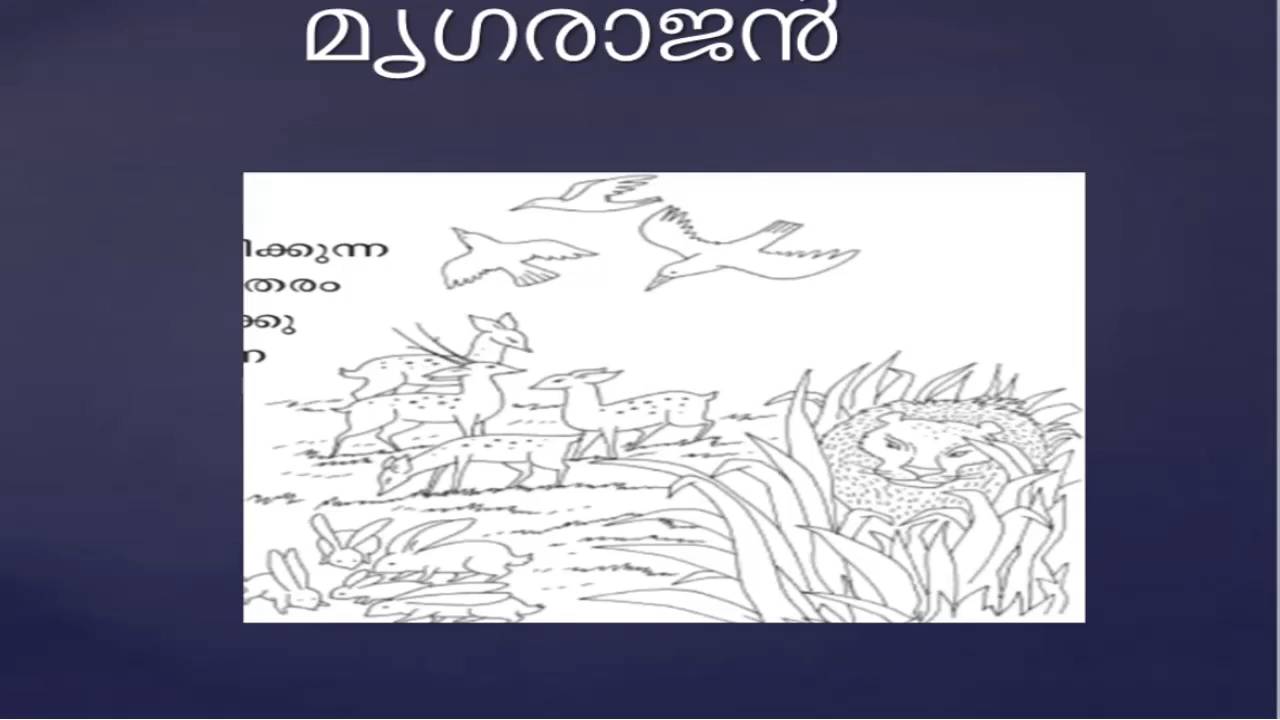 മൃഗരാജൻ
ിക്കുന്ന
തരം
ക്കു
ന